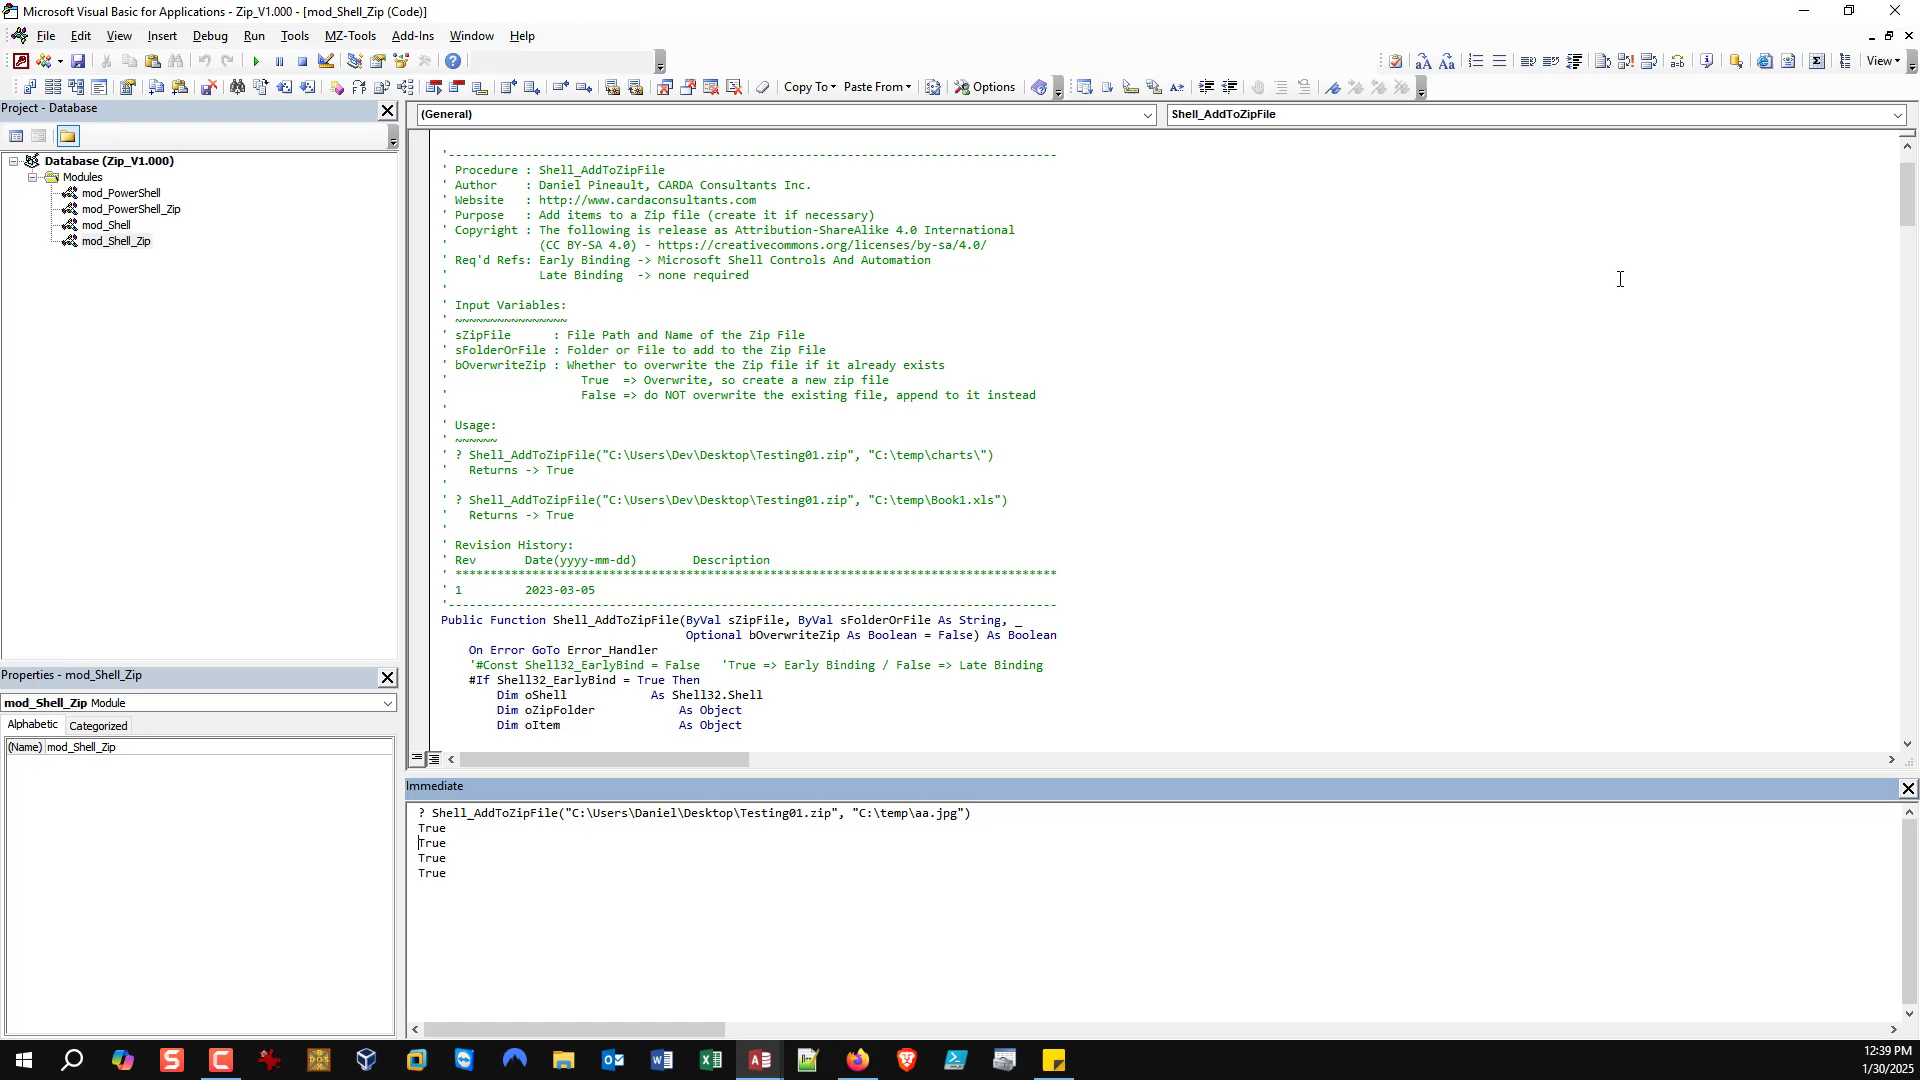 Microsoft Visual Basic for Applications - Zip_V1.000 - [mod_Shell_Zip (Code)]
File Edit View Insert Format Debug Run Tools MZ-Tools Add-Ins Window Help
View
Copy To Paste From Options
Project - Database
(General)
Shell_AddToZipFile
Database (Zip_V1.000)
Modules
mod_PowerShell
mod_PowerShell_Zip
mod_Shell
mod_Shell_Zip
'---------------------------------------------------------------------------------------
' Procedure : Shell_AddToZipFile
' Author    : Daniel Pineault, CARDA Consultants Inc.
' Website   : http://www.cardaconsultants.com
' Purpose   : Add items to a Zip file (create it if necessary)
' Copyright : The following is release as Attribution-ShareAlike 4.0 International
'             (CC BY-SA 4.0) - https://creativecommons.org/licenses/by-sa/4.0/
' Req'd Refs: Early Binding -> Microsoft Shell Controls And Automation
'             Late Binding  -> none required
'
' Input Variables:
' ~~~~~~~~~~~~~~~~
' sZipFile      : File Path and Name of the Zip File
' sFolderOrFile : Folder or File to add to the Zip File
' bOverwriteZip : Whether to overwrite the Zip file if it already exists
'                   True  => Overwrite, so create a new zip file
'                   False => do NOT overwrite the existing file, append to it instead
'
' Usage:
' ~~~~~~
' ? Shell_AddToZipFile("C:\Users\Dev\Desktop\Testing01.zip", "C:\temp\charts\")
'   Returns -> True
'
' ? Shell_AddToZipFile("C:\Users\Dev\Desktop\Testing01.zip", "C:\temp\Book1.xls")
'   Returns -> True
'
' Revision History:
' Rev       Date(yyyy-mm-dd)        Description
' **************************************************************************************
' 1         2023-03-05
'---------------------------------------------------------------------------------------
Public Function Shell_AddToZipFile(ByVal sZipFile, ByVal sFolderOrFile As String, _
Optional bOverwriteZip As Boolean = False) As Boolean
On Error GoTo Error_Handler
'#Const Shell32_EarlyBind = False   'True => Early Binding / False => Late Binding
#If Shell32_EarlyBind = True Then
Dim oShell            As Shell32.Shell
Dim oZipFolder            As Object
Dim oItem                 As Object
Properties - mod_Shell_Zip
mod_Shell_Zip Module
Alphabetic Categorized
(Name) mod_Shell_Zip
Immediate
? Shell_AddToZipFile("C:\Users\Daniel\Desktop\Testing01.zip", "C:\temp\aa.jpg")
True
True
True
True
12:39 PM
1/30/2025